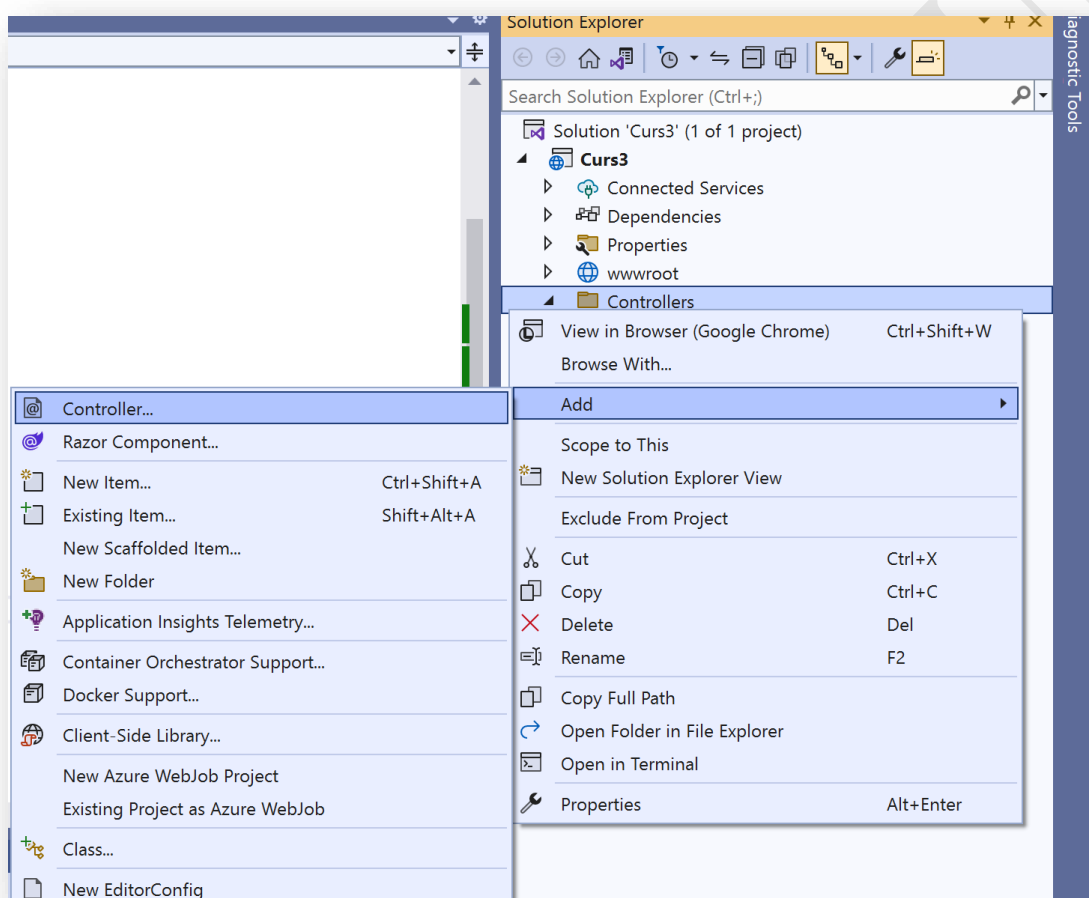 Solution Explorer
Search Solution Explorer (Ctrl+;)
Solution 'Curs3' (1 of 1 project)
Curs3
Connected Services
Dependencies
Properties
wwwroot
Controllers
View in Browser (Google Chrome) Ctrl+Shift+W
Browse With...
Add
Scope to This
New Solution Explorer View
Exclude From Project
Cut Ctrl+X
Copy Ctrl+C
Delete Del
Rename F2
Copy Full Path
Open Folder in File Explorer
Open in Terminal
Properties Alt+Enter
Controller...
Razor Component...
New Item... Ctrl+Shift+A
Existing Item... Shift+Alt+A
New Scaffolded Item...
New Folder
Application Insights Telemetry...
Container Orchestrator Support...
Docker Support...
Client-Side Library...
New Azure WebJob Project
Existing Project as Azure WebJob
Class...
New EditorConfig
iagnostic Tools